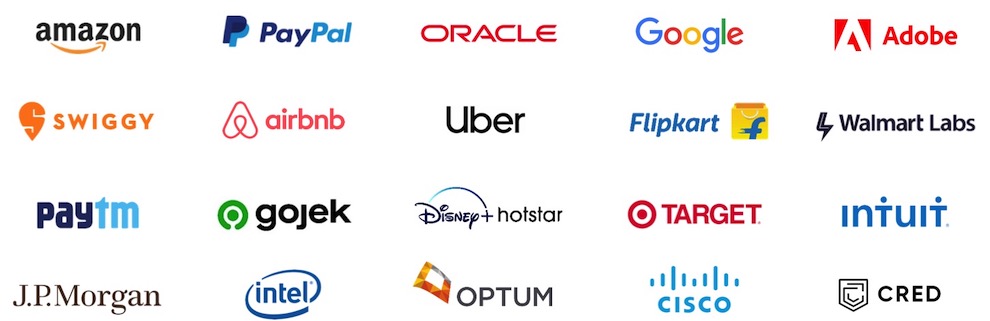 amazon PayPal ORACLE Google Adobe
SWIGGY airbnb Uber Flipkart Walmart Labs
paytm gojek Disney+ hotstar TARGET intuit
J.P.Morgan intel OPTUM CISCO CRED